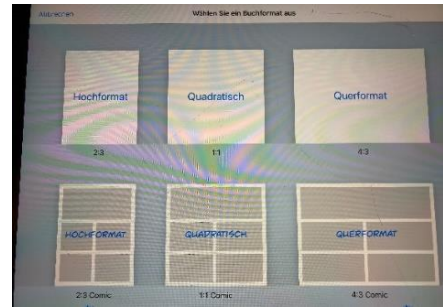 Abbrechen
Wählen Sie ein Buchformat aus
Hochformat
Quadratisch
Querformat
2:3
1:1
4:3
HOCHFORMAT
QUADRATISCH
QUERFORMAT
2:3 Comic
1:1 Comic
4:3 Comic